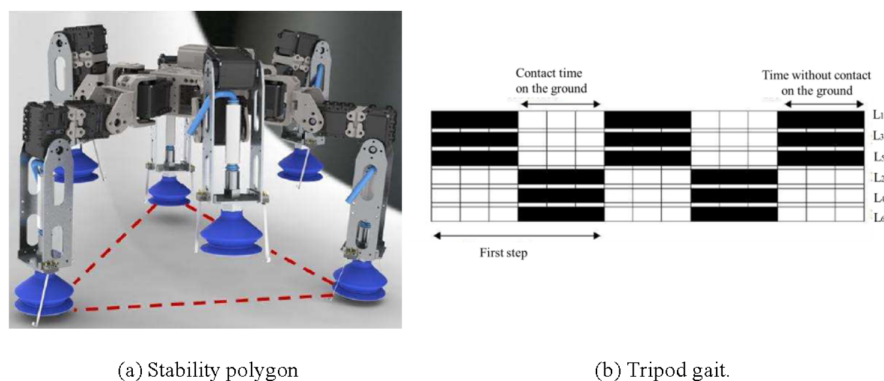 Contact time
on the ground
Time without contact
on the ground
L1
L3
L5
L2
L6
First step
(a) Stability polygon
(b) Tripod gait.